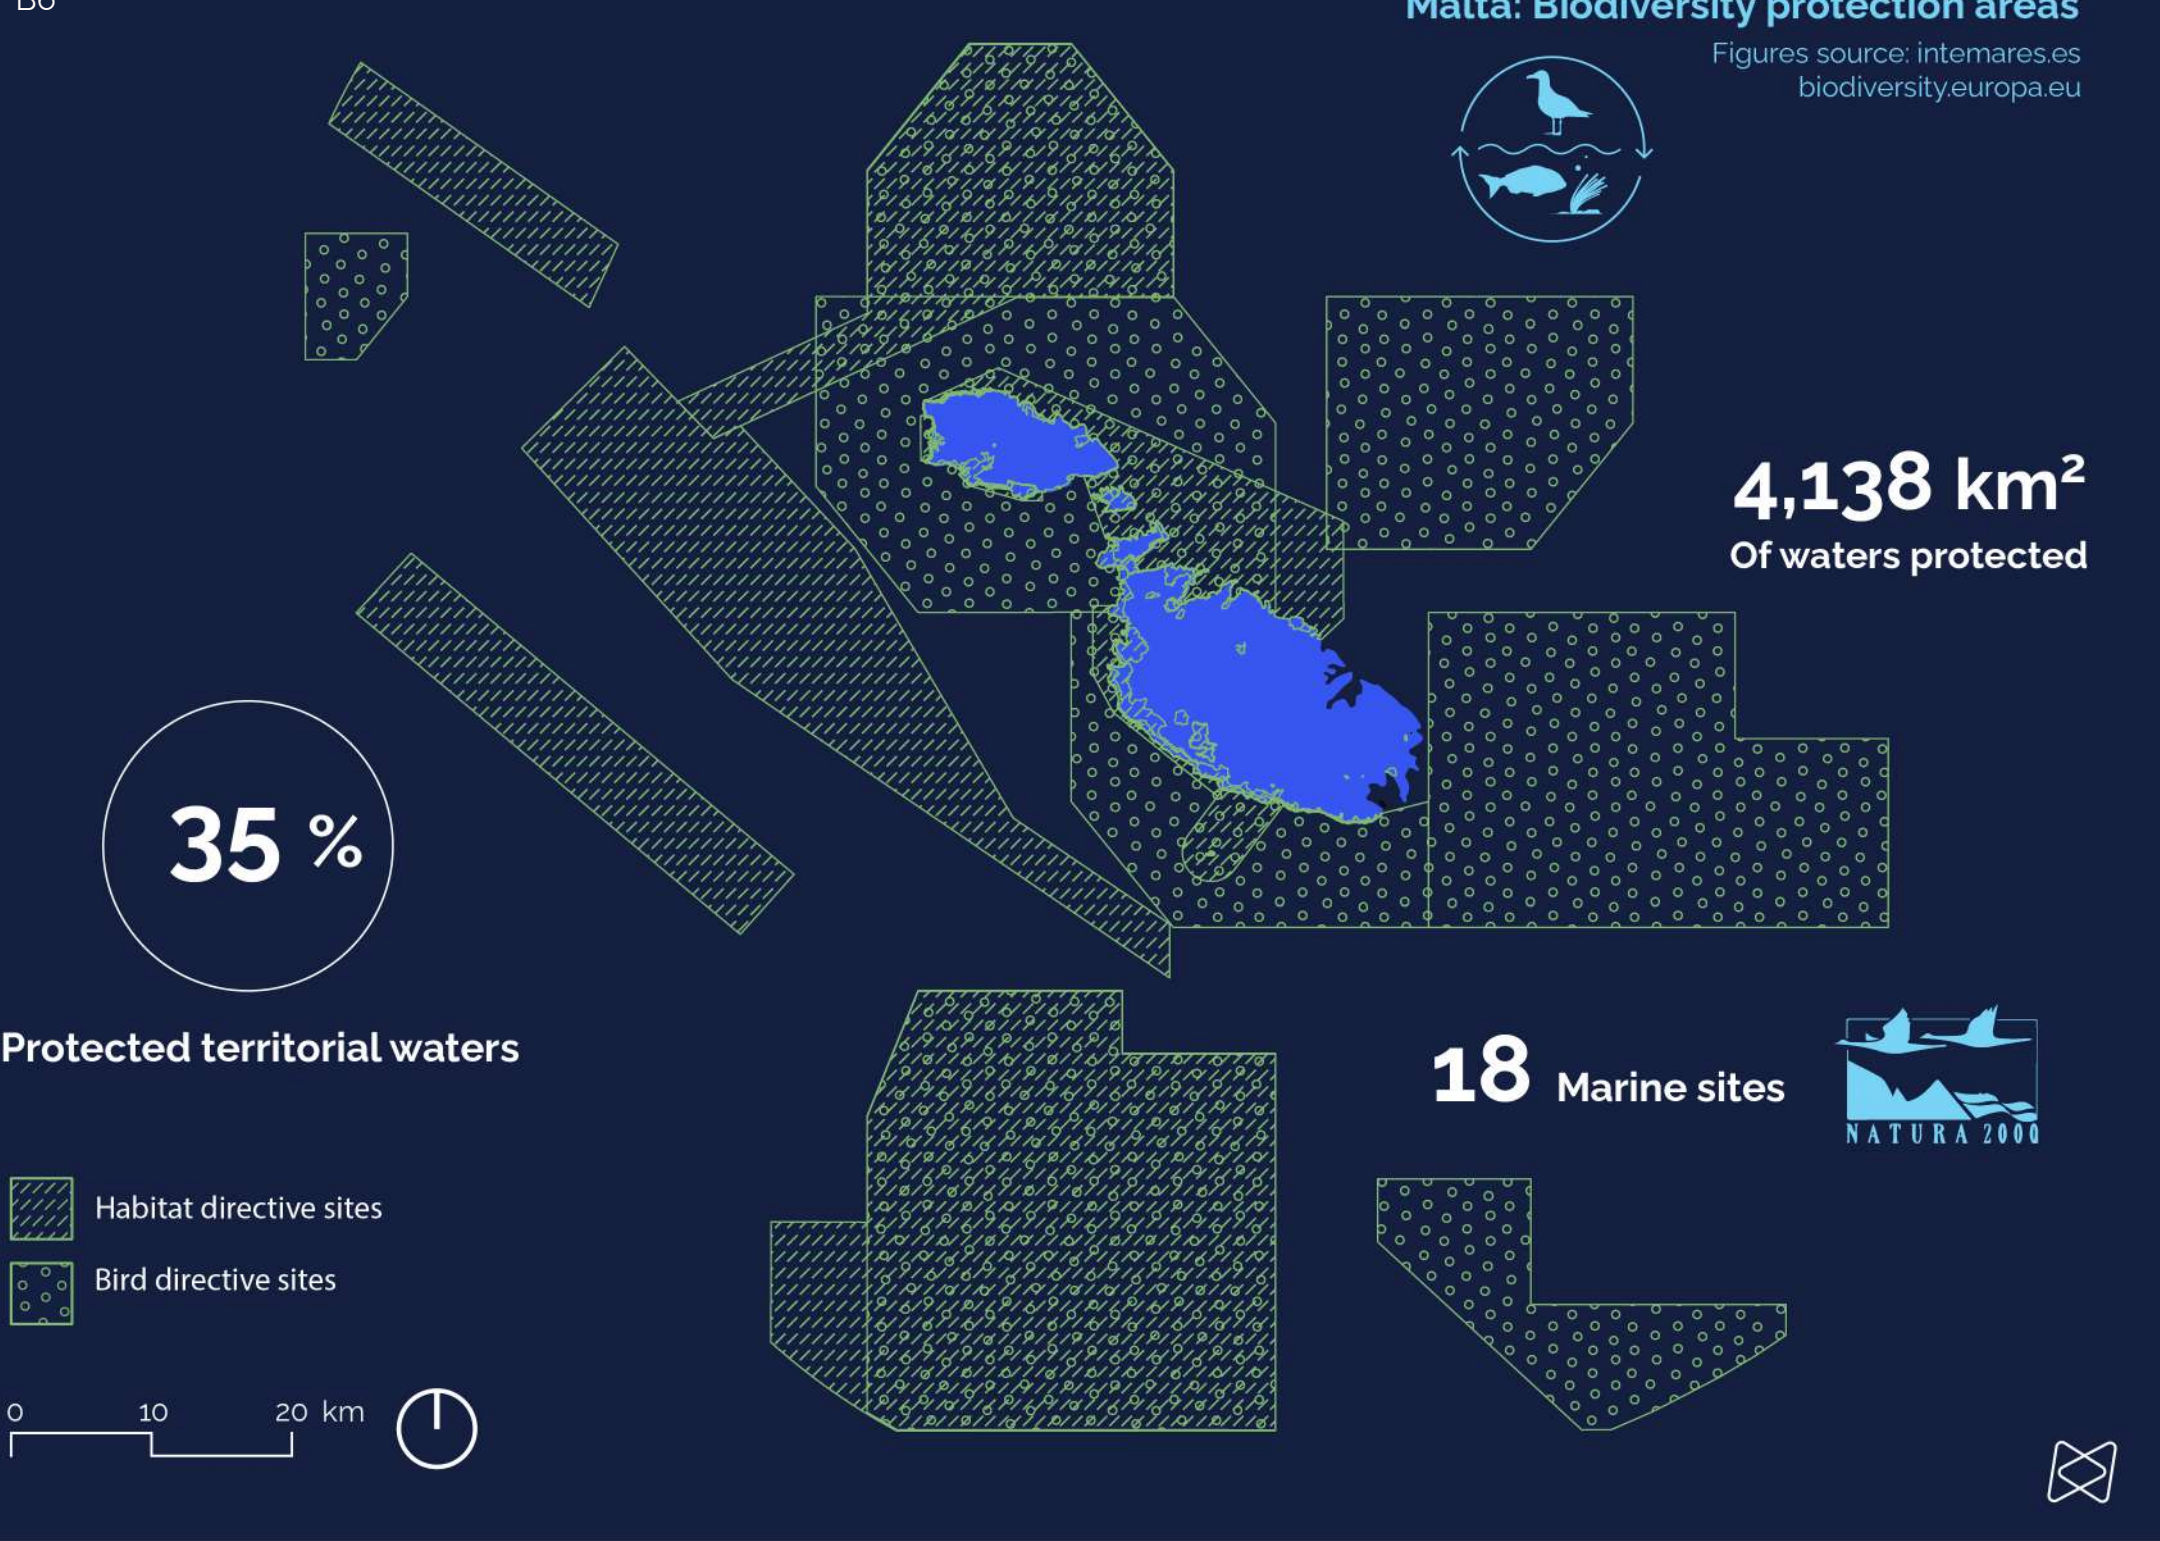 B6
Malta: Biodiversity protection areas
Figures source: intemares.es
biodiversity.europa.eu
4,138 km²
Of waters protected
35 %
Protected territorial waters
18 Marine sites
NATURA 2000
Habitat directive sites
Bird directive sites
0 10 20 km